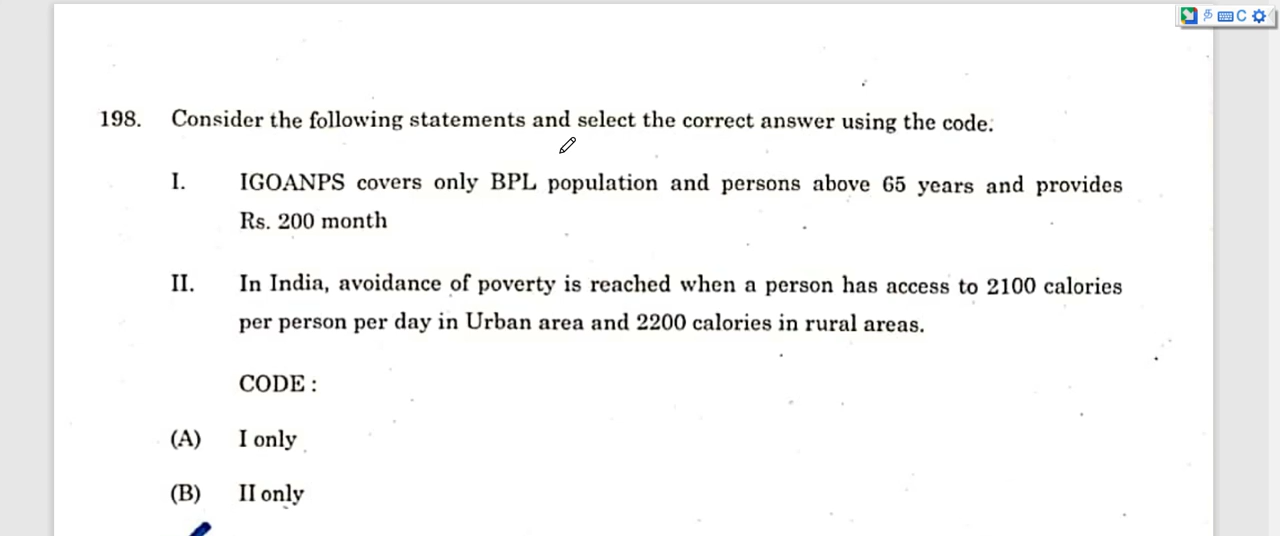 198. Consider the following statements and select the correct answer using the code:
I. IGOANPS covers only BPL population and persons above 65 years and provides
Rs. 200 month
II. In India, avoidance of poverty is reached when a person has access to 2100 calories
per person per day in Urban area and 2200 calories in rural areas.
CODE :
(A) I only
(B) II only